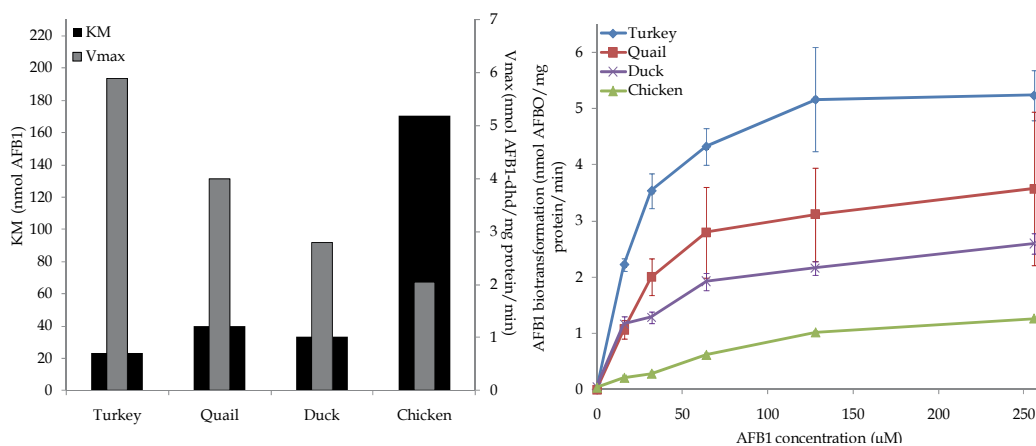 KM
Vmax
KM (nmol AFB1)
220
200
180
160
140
120
100
80
60
40
20
0
Turkey
Quail
Duck
Chicken
7
6
5
4
3
2
1
0
Vmax (nmol AFB1-dhd/mg protein/min)
Turkey
Quail
Duck
Chicken
AFB1 biotransformation (nmol AFBO/mg
protein/min)
6
5
4
3
2
1
0
0
50
100
150
200
250
AFB1 concentration (µM)